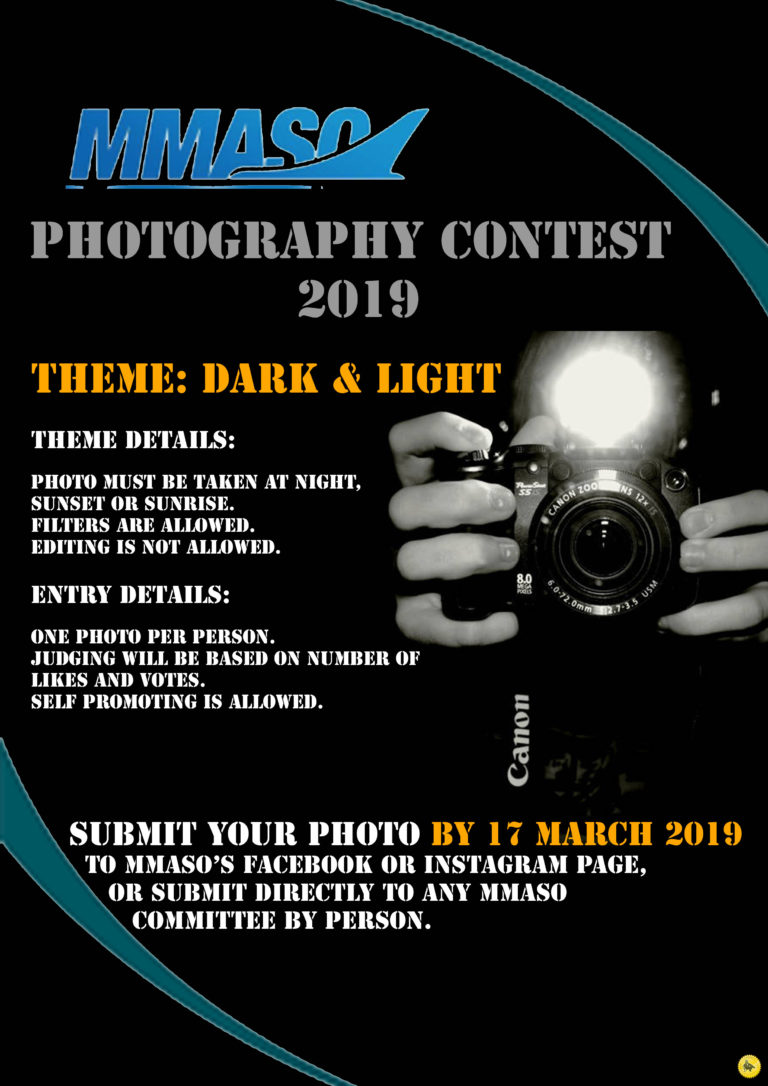 MMASO
PHOTOGRAPHY CONTEST
2019
THEME: DARK & LIGHT
THEME DETAILS:
PHOTO MUST BE TAKEN AT NIGHT,
SUNSET OR SUNRISE.
FILTERS ARE ALLOWED.
EDITING IS NOT ALLOWED.
ENTRY DETAILS:
ONE PHOTO PER PERSON.
JUDGING WILL BE BASED ON NUMBER OF
LIKES AND VOTES.
SELF PROMOTING IS ALLOWED.
PowerShot
S5 IS
CANON ZOOM LENS 12x IS
8.0
MEGA
PIXELS
6.0-72.0mm 1:2.7-3.5 USM
Canon
SUBMIT YOUR PHOTO BY 17 MARCH 2019
TO MMASO'S FACEBOOK OR INSTAGRAM PAGE,
OR SUBMIT DIRECTLY TO ANY MMASO
COMMITTEE BY PERSON.